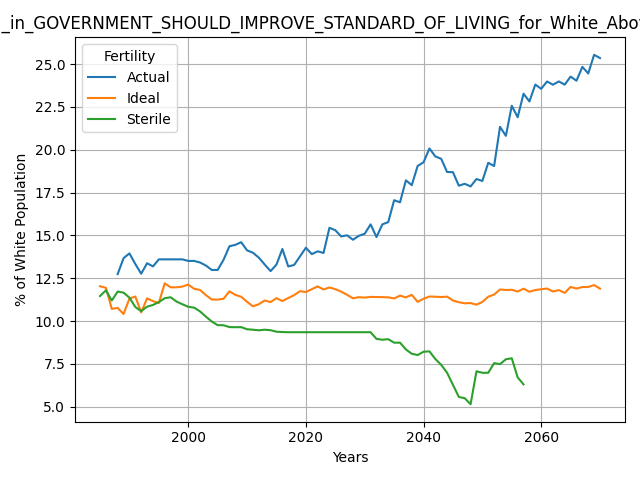 _in_GOVERNMENT_SHOULD_IMPROVE_STANDARD_OF_LIVING_for_White_Abo
Fertility
Actual
Ideal
Sterile
% of White Population
25.0
22.5
20.0
17.5
15.0
12.5
10.0
7.5
5.0
2000
2020
2040
2060
Years